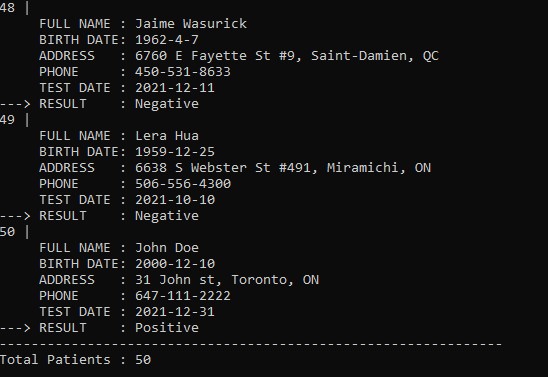 48 |
FULL NAME : Jaime Wasurick
BIRTH DATE: 1962-4-7
ADDRESS : 6760 E Fayette St #9, Saint-Damien, QC
PHONE : 450-531-8633
TEST DATE : 2021-12-11
---> RESULT : Negative
49 |
FULL NAME : Lera Hua
BIRTH DATE: 1959-12-25
ADDRESS : 6638 S Webster St #491, Miramichi, ON
PHONE : 506-556-4300
TEST DATE : 2021-10-10
---> RESULT : Negative
50 |
FULL NAME : John Doe
BIRTH DATE: 2000-12-10
ADDRESS : 31 John st, Toronto, ON
PHONE : 647-111-2222
TEST DATE : 2021-12-31
---> RESULT : Positive
---------------------------------------------------------------
Total Patients : 50